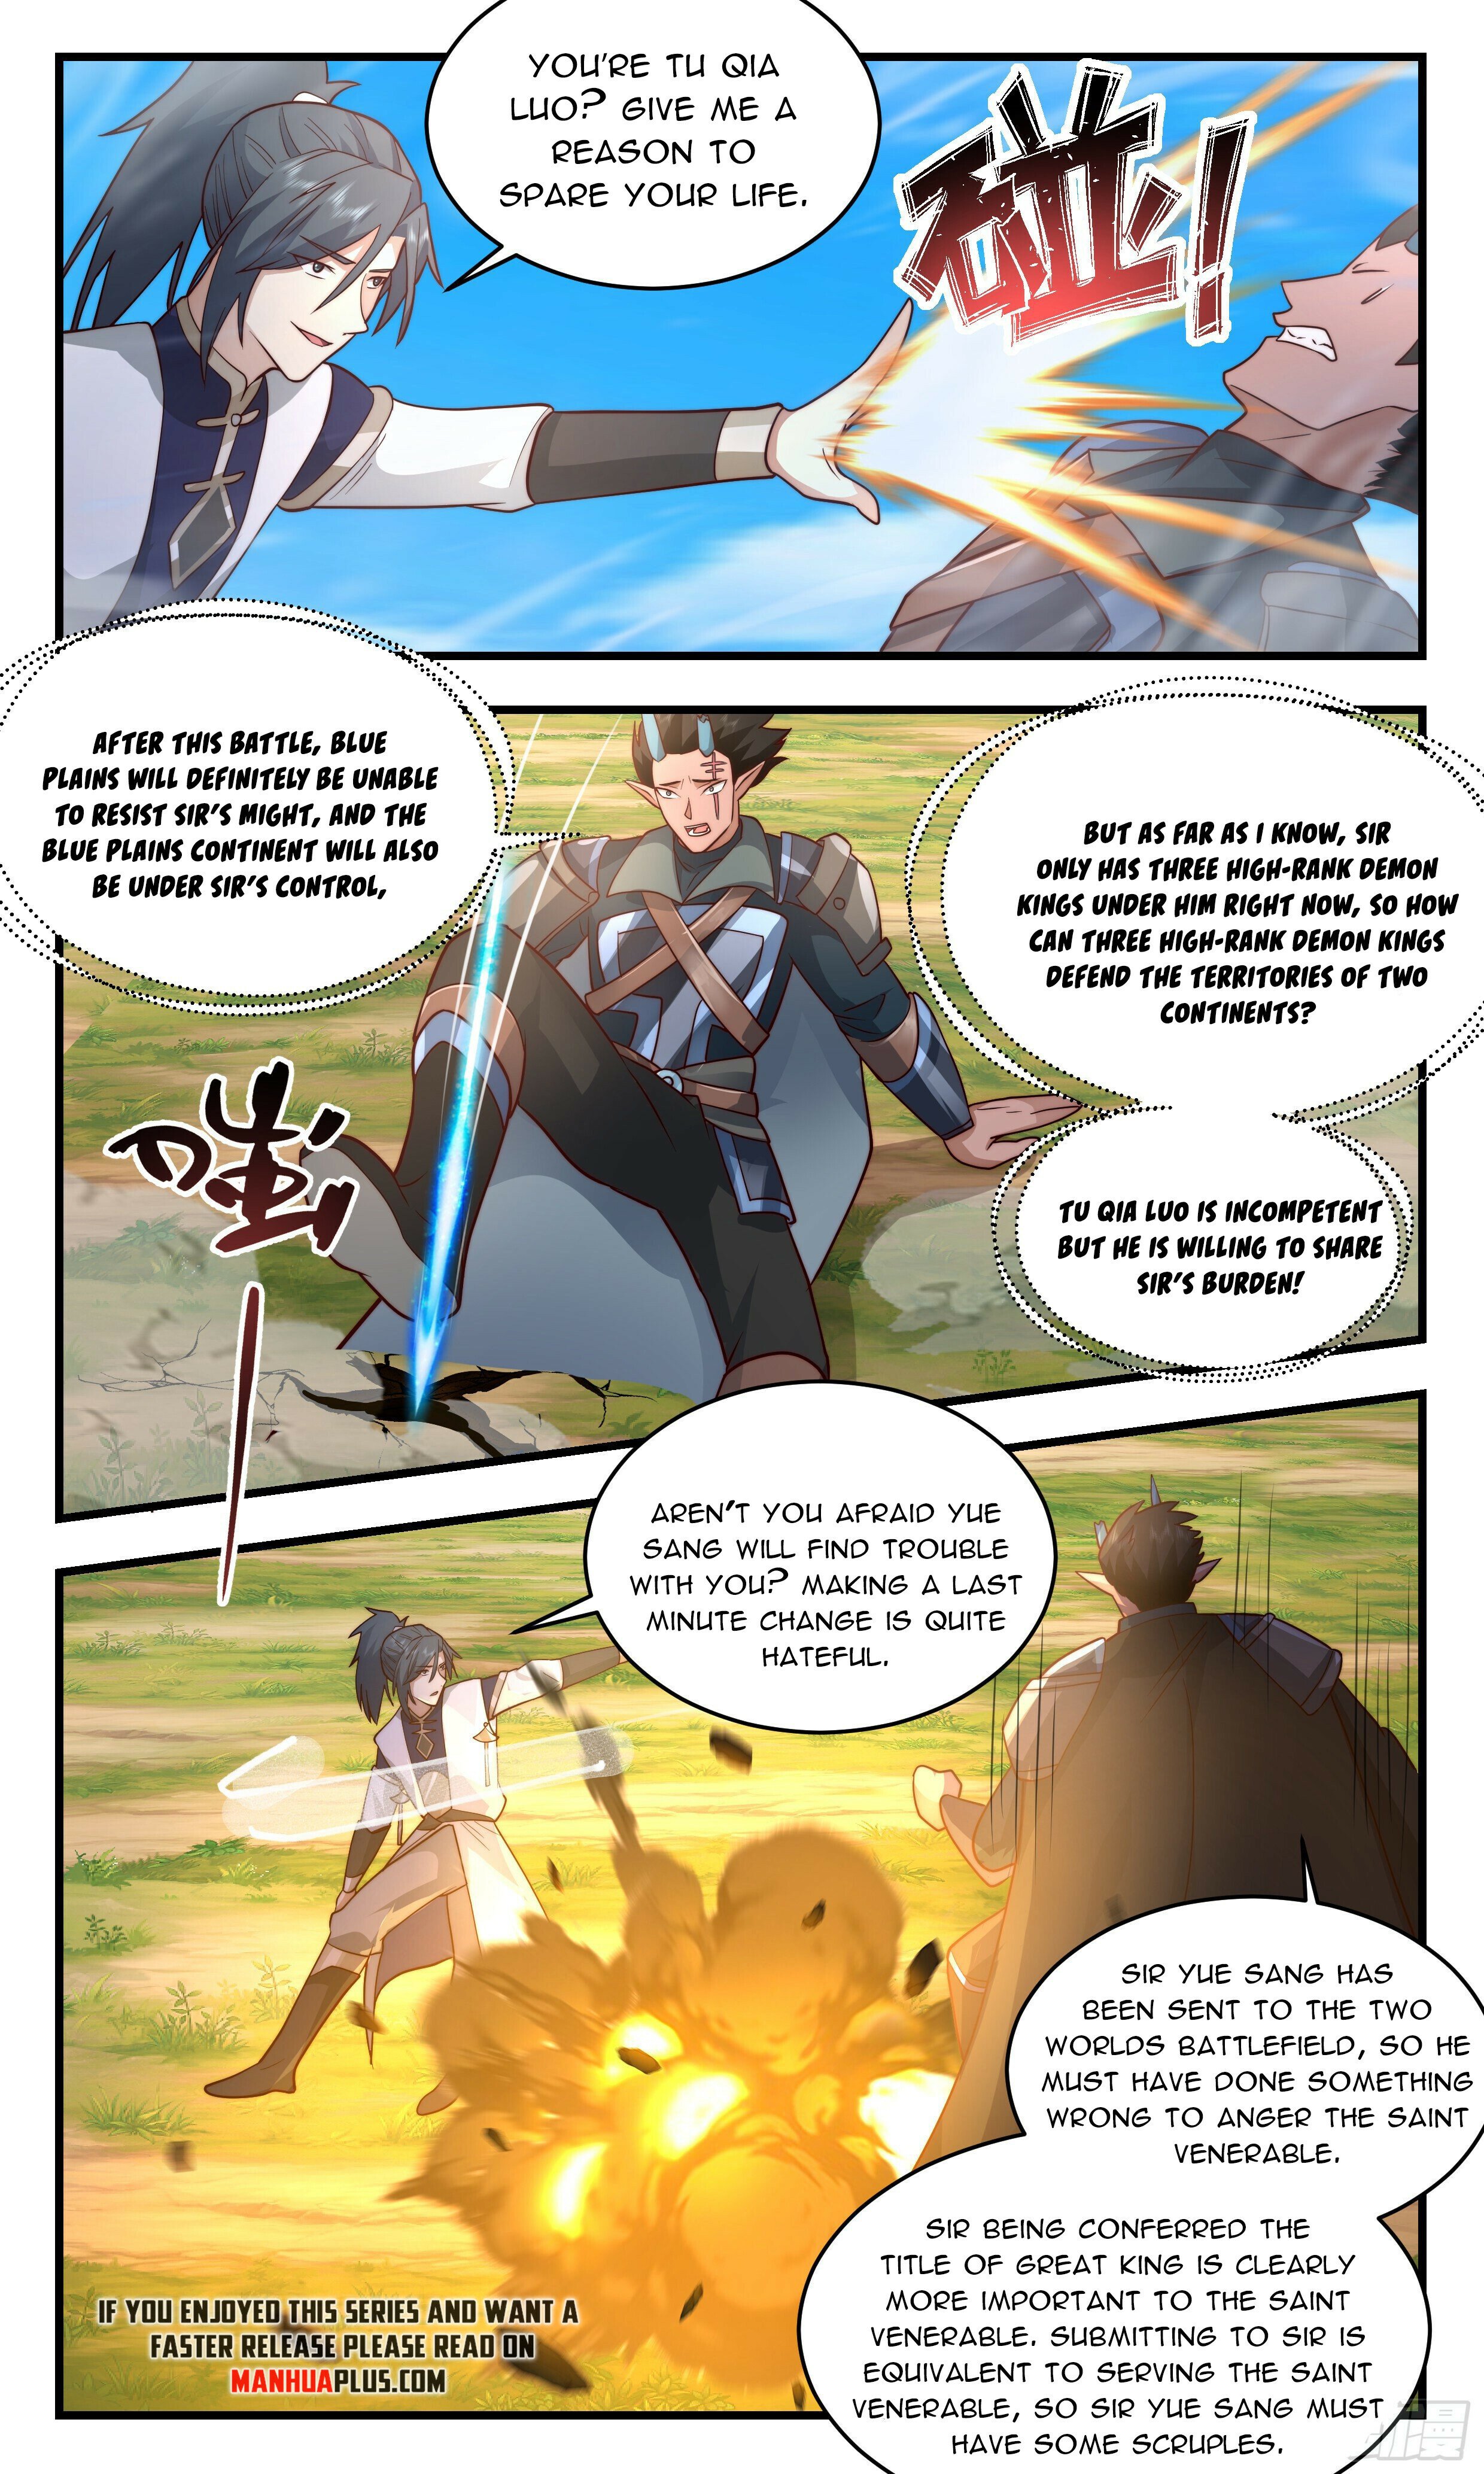 YOU'RE TU QIA
LUO? GIVE ME A
REASON TO
SPARE YOUR LIFE.
碰!
AFTER THIS BATTLE, BLUE
PLAINS WILL DEFINITELY BE UNABLE
TO RESIST SIR'S MIGHT, AND THE
BLUE PLAINS CONTINENT WILL ALSO
BE UNDER SIR'S CONTROL,
BUT AS FAR AS I KNOW, SIR
ONLY HAS THREE HIGH-RANK DEMON
KINGS UNDER HIM RIGHT NOW, SO HOW
CAN THREE HIGH-RANK DEMON KINGS
DEFEND THE TERRITORIES OF TWO
CONTINENTS?
TU QIA LUO IS INCOMPETENT
BUT HE IS WILLING TO SHARE
SIR'S BURDEN!
AREN'T YOU AFRAID YUE
SANG WILL FIND TROUBLE
WITH YOU? MAKING A LAST
MINUTE CHANGE IS QUITE
HATEFUL.
SIR YUE SANG HAS
BEEN SENT TO THE TWO
WORLDS BATTLEFIELD, SO HE
MUST HAVE DONE SOMETHING
WRONG TO ANGER THE SAINT
VENERABLE.
SIR BEING CONFERRED THE
TITLE OF GREAT KING IS CLEARLY
MORE IMPORTANT TO THE SAINT
VENERABLE. SUBMITTING TO SIR IS
EQUIVALENT TO SERVING THE SAINT
VENERABLE, SO SIR YUE SANG MUST
HAVE SOME SCRUPLES.
IF YOU ENJOYED THIS SERIES AND WANT A
FASTER RELEASE PLEASE READ ON
MANHUAPLUS.COM